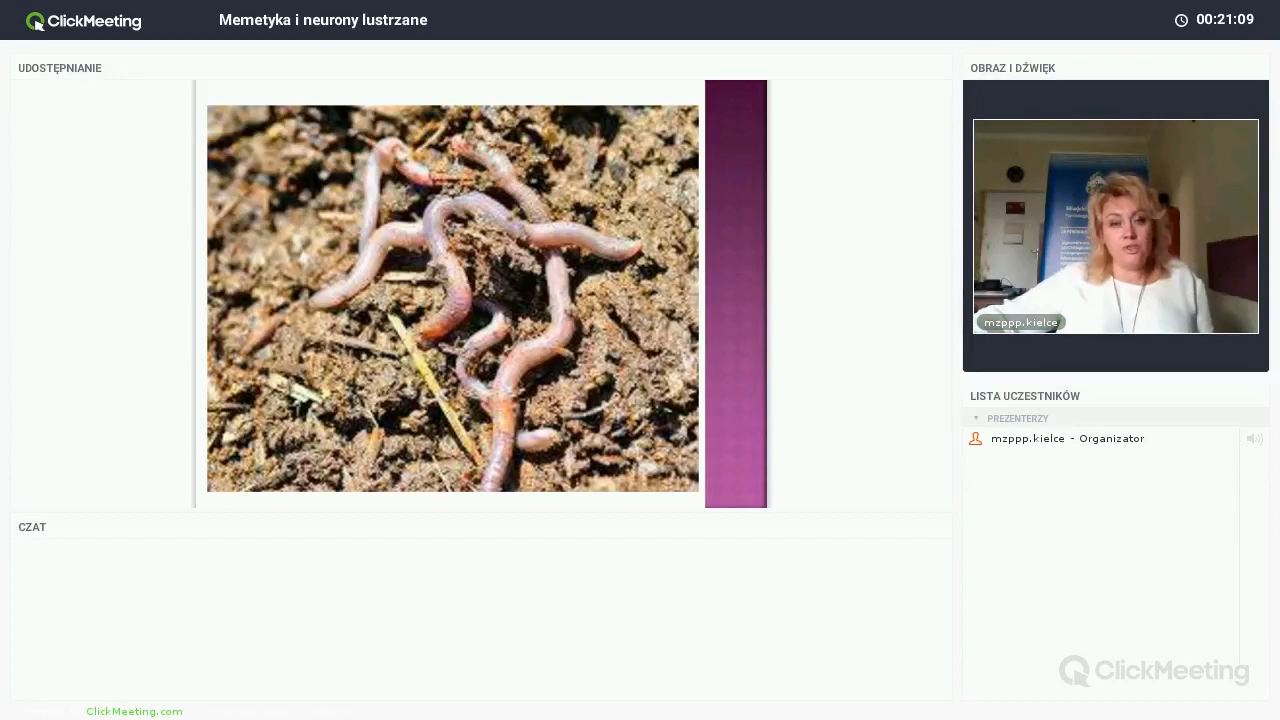 ClickMeeting
Memetyka i neurony lustrzane
00:21:09
UDOSTĘPNIANIE
OBRAZ I DŹWIĘK
mzppp.kielce
LISTA UCZESTNIKÓW
PREZENTERZY
mzppp.kielce - Organizator
CZAT
ClickMeeting
ClickMeeting.com